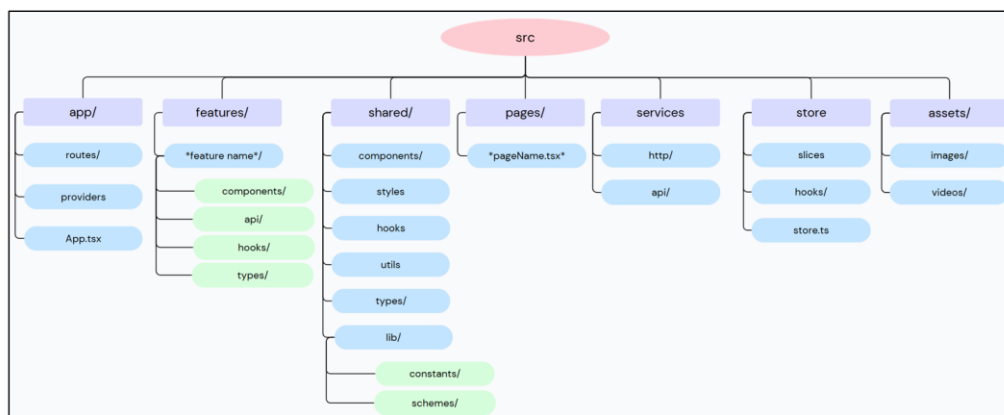 src
app/
features/
shared/
pages/
services
store
assets/
routes/
*feature name*/
components/
*pageName.tsx*
http/
slices
images/
providers
components/
styles
api/
hooks/
videos/
api/
App.tsx
hooks
store.ts
hooks/
utils
types/
types/
lib/
constants/
schemes/